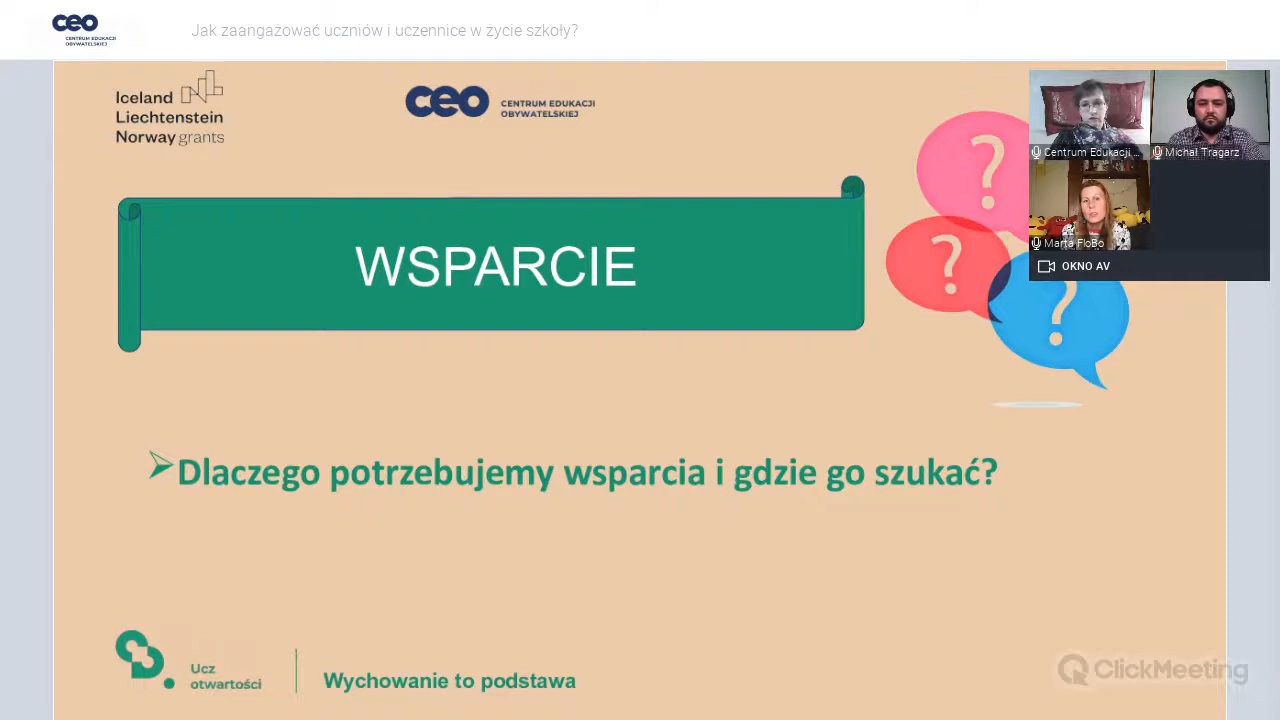 ceo
CENTRUM EDUKACJI
OBYWATELSKIEJ
Jak zaangażować uczniów i uczennice w życie szkoły?
Iceland
Liechtenstein
Norway grants
ceo
CENTRUM EDUKACJI
OBYWATELSKIEJ
? 
?
?
Centrum Edukacji ...
Michał Tragarz
Marta FloBo
OKNO AV
WSPARCIE
Dlaczego potrzebujemy wsparcia i gdzie go szukać?
Ucz
otwartości
Wychowanie to podstawa
ClickMeeting